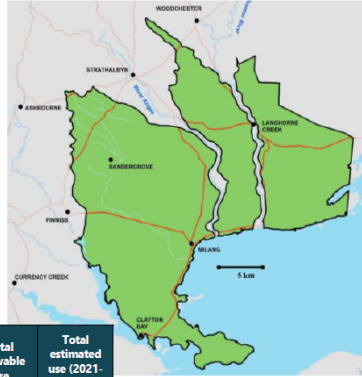 WOODCHESTER
STRATHALBYN
River Angas
ASHBOURNE
LANGHORNE
CREEK
SANDERGROVE
FINNISS
MILANG
5 km
CURRENCY CREEK
CLAYTON
BAY
Total
estimated
use (2021-